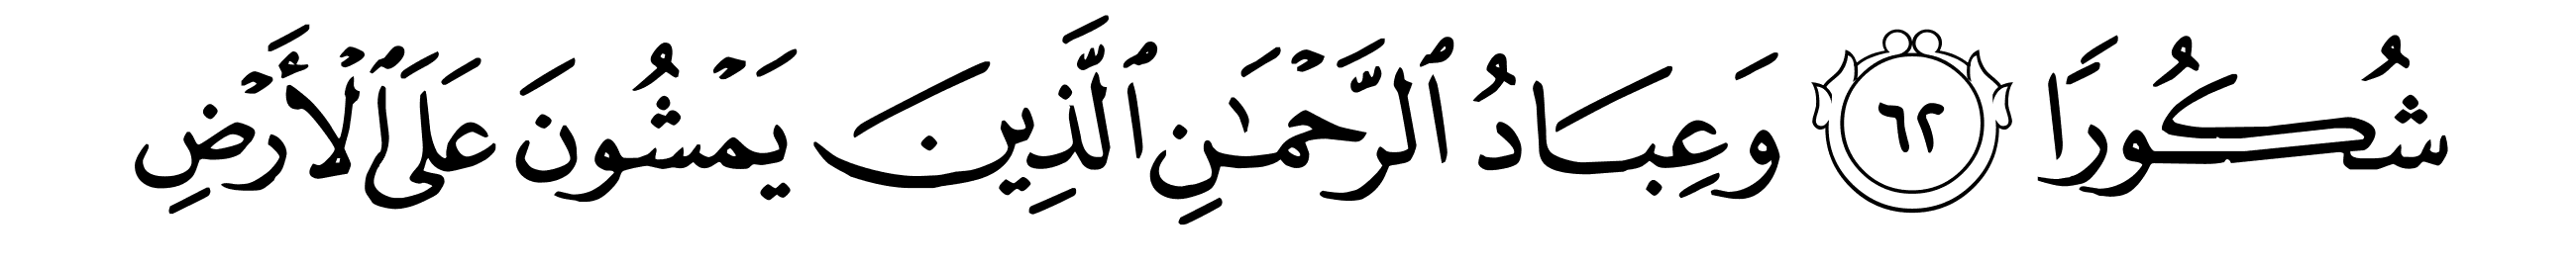 شُكُورًا ٦٢ وَعِبَادُ ٱلرَّحْمَـٰنِ ٱلَّذِينَ يَمْشُونَ عَلَى ٱلْأَرْضِ